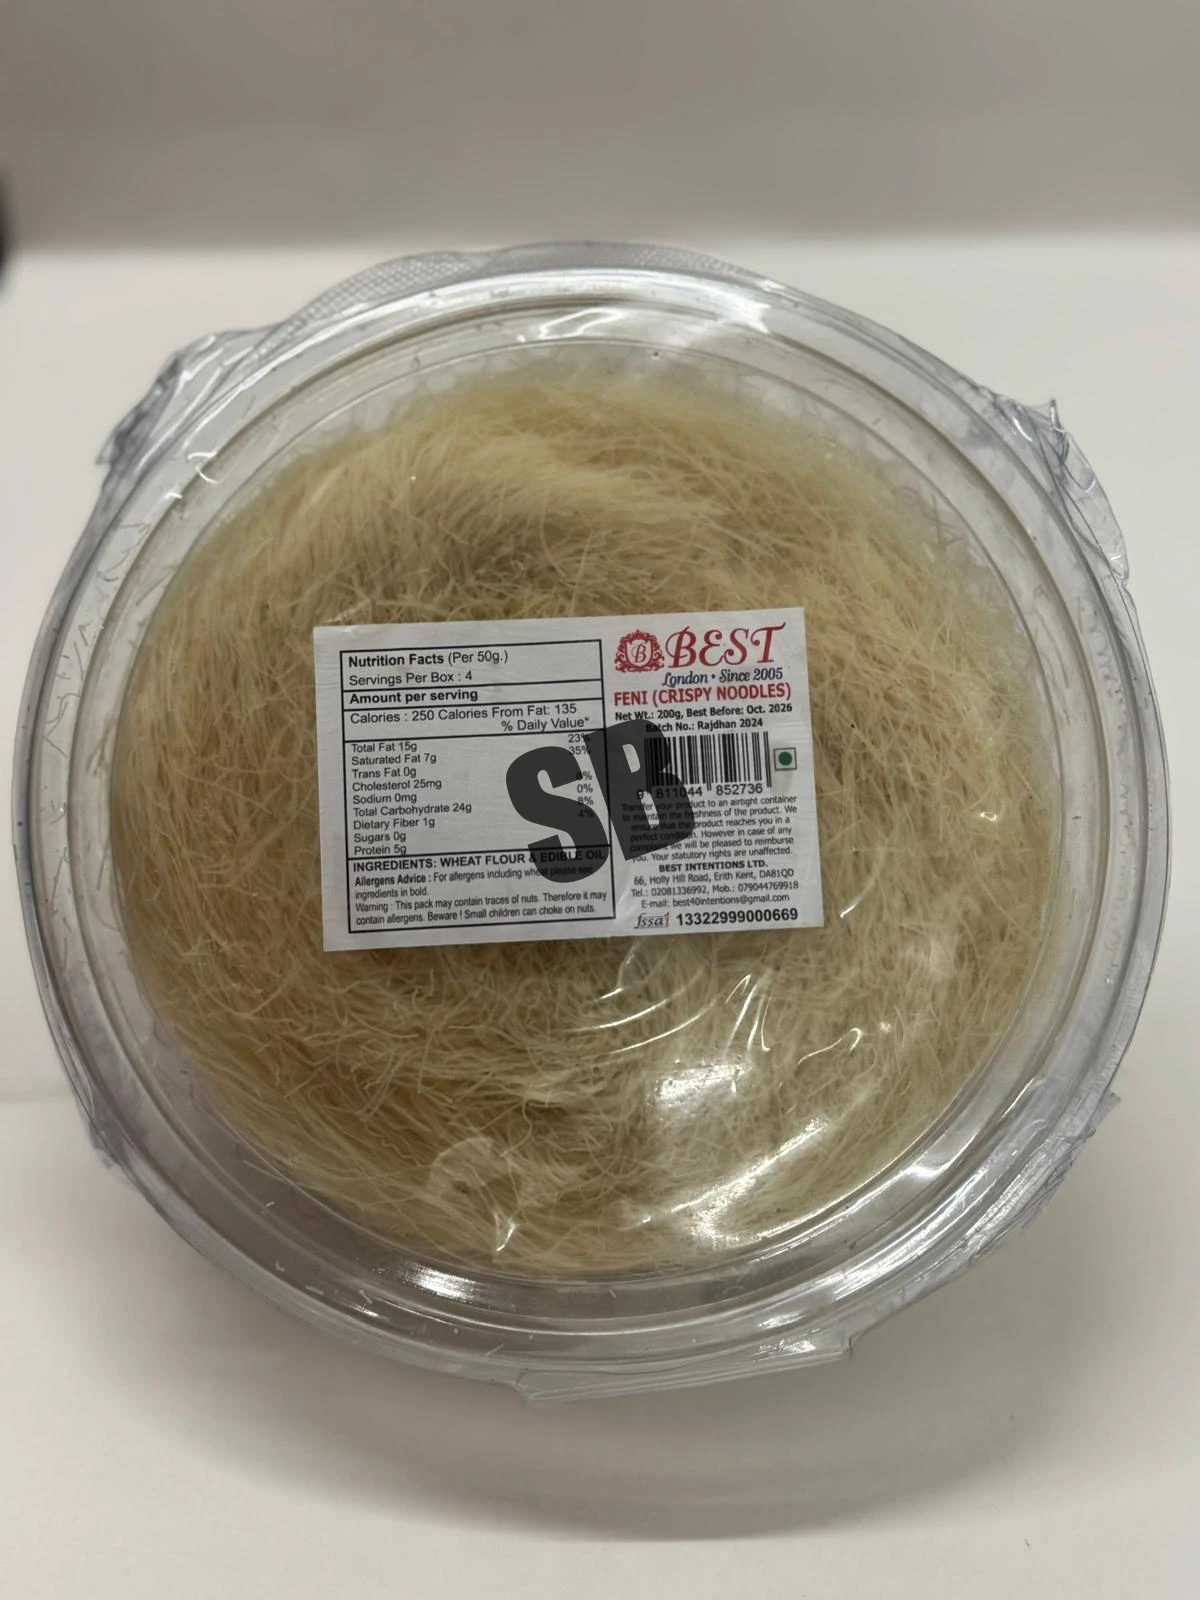 Nutrition Facts (Per 50g.)
Servings Per Box : 4
Amount per serving
Calories : 250 Calories From Fat: 135
% Daily Value*
Total Fat 15g 23%
Saturated Fat 7g 35%
Trans Fat 0g
Cholesterol 25mg 8%
Sodium 0mg 0%
Total Carbohydrate 24g 8%
Dietary Fiber 1g 4%
Sugars 0g
Protein 5g
INGREDIENTS: WHEAT FLOUR & EDIBLE OIL
Allergens Advice : For allergens including wheat please see
ingredients in bold.
Warning : This pack may contain traces of nuts. Therefore it may
contain allergens. Beware ! Small children can choke on nuts.
B
BEST
London • Since 2005
FENI (CRISPY NOODLES)
Net Wt.: 200g, Best Before: Oct. 2026
Batch No.: Rajdhan 2024
9 811044 852736
Transfer your product to an airtight container
to maintain the freshness of the product. We
ensure that the product reaches you in a
perfect condition. However in case of any
complaint we will be pleased to reimburse
you. Your statutory rights are unaffected.
BEST INTENTIONS LTD.
66, Holly Hill Road, Erith Kent, DA81QD
Tel.: 02081336992, Mob.: 079044769918
E-mail: best40intentions@gmail.com
fssai 13322999000669
SB